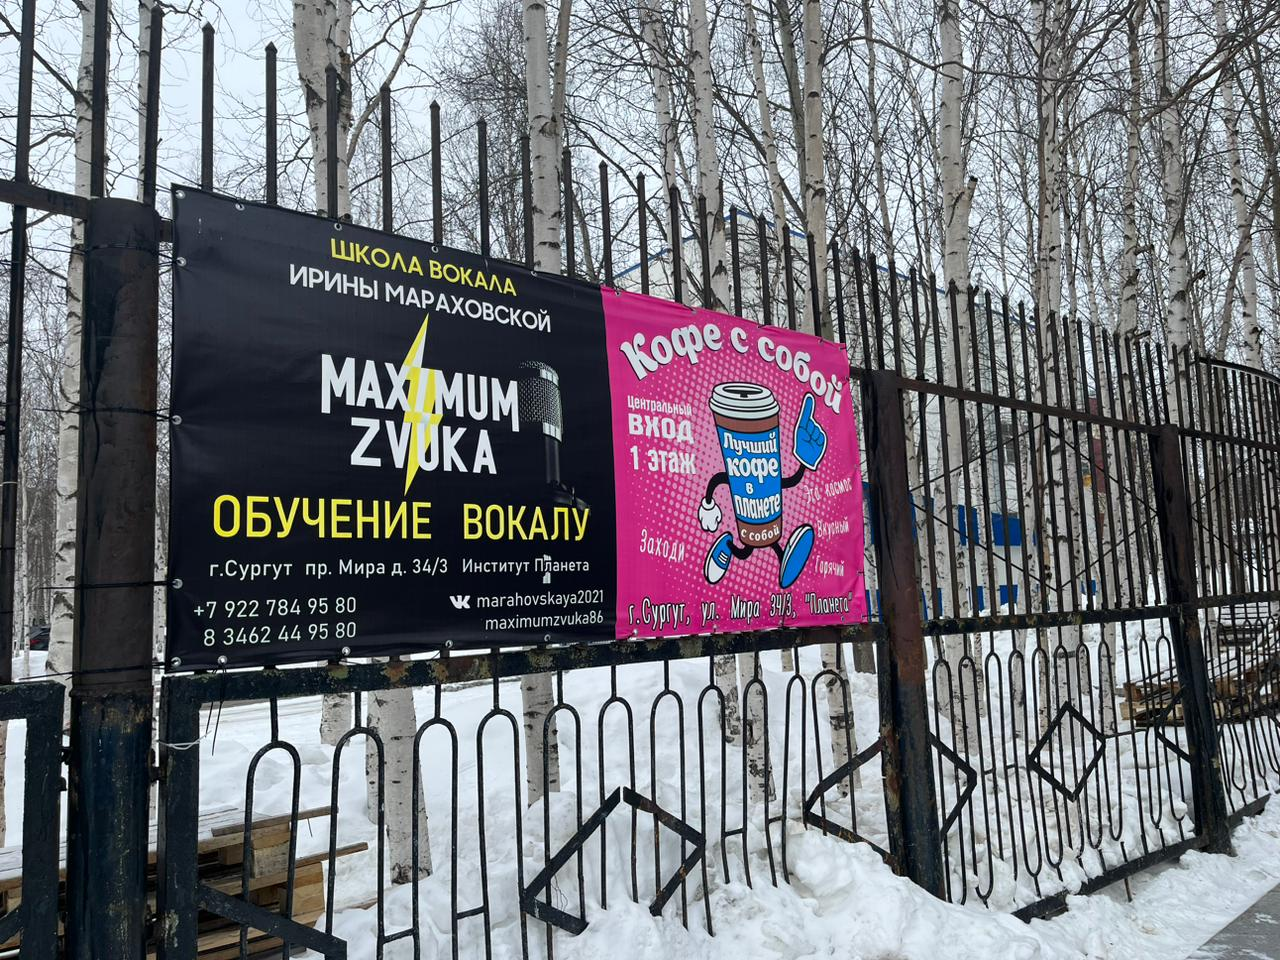 ШКОЛА ВОКАЛА
ИРИНЫ МАРАХОВСКОЙ
MAXIMUM
ZVUKA
ОБУЧЕНИЕ ВОКАЛУ
г.Сургут пр. Мира д. 34/3 Институт Планета
+7 922 784 95 80
8 3462 44 95 80
marahovskaya2021
maximumzvuka86
Кофе с собой
Центральный
вход
1 этаж
Лучший
кофе
в
Планете
с собой
Это космос
Вкусный
Горячий
Заходи
г.Сургут, ул. Мира 34/3, "Планета"